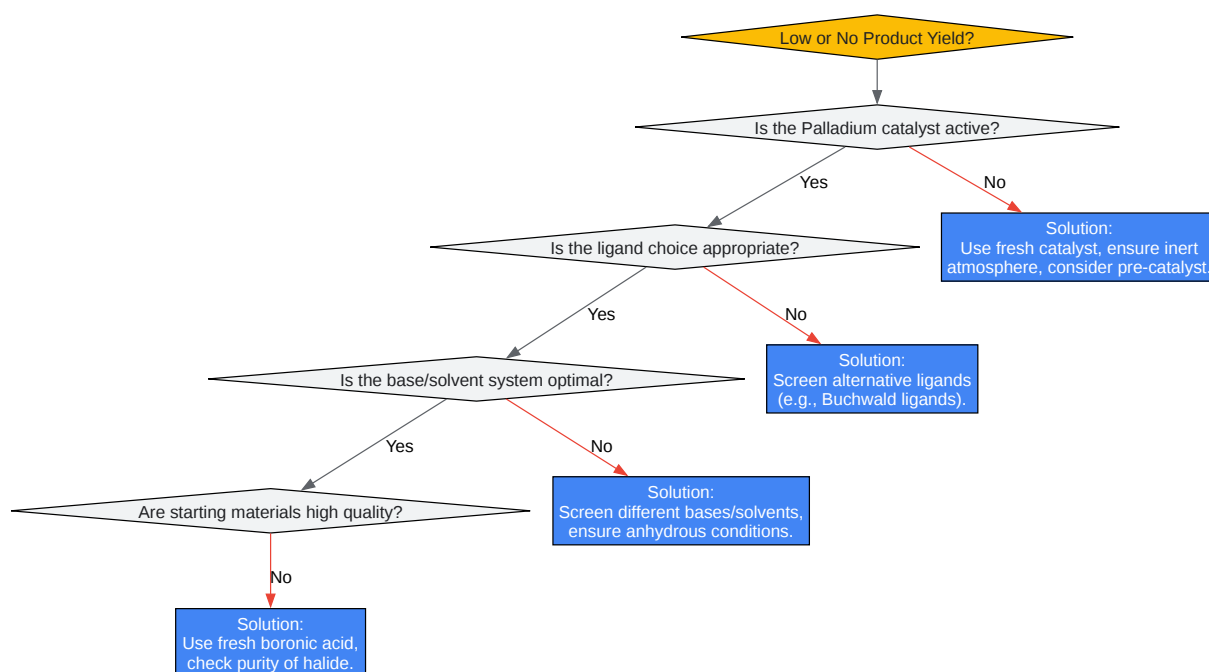 Low or No Product Yield?
Is the Palladium catalyst active?
Yes
No
Solution:
Use fresh catalyst, ensure inert
atmosphere, consider pre-catalyst.
Is the ligand choice appropriate?
Yes
No
Solution:
Screen alternative ligands
(e.g., Buchwald ligands).
Is the base/solvent system optimal?
Yes
No
Solution:
Screen different bases/solvents,
ensure anhydrous conditions.
Are starting materials high quality?
No
Solution:
Use fresh boronic acid,
check purity of halide.